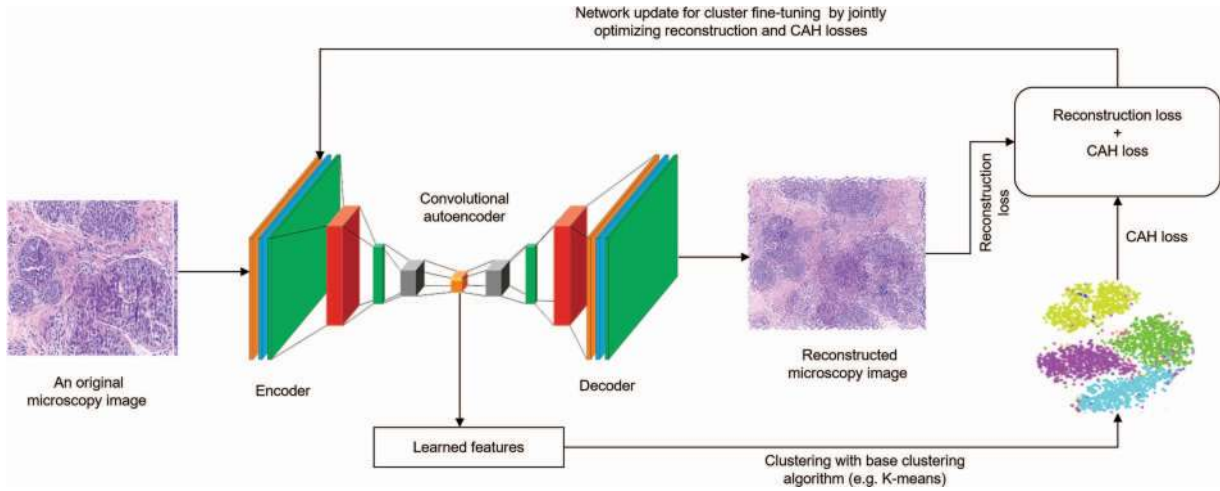 Network update for cluster fine-tuning by jointly
optimizing reconstruction and CAH losses
Reconstruction loss
+
CAH loss
Convolutional
autoencoder
Reconstruction
loss
CAH loss
An original
microscopy image
Encoder
Decoder
Reconstructed
microscopy image
Learned features
Clustering with base clustering
algorithm (e.g. K-means)